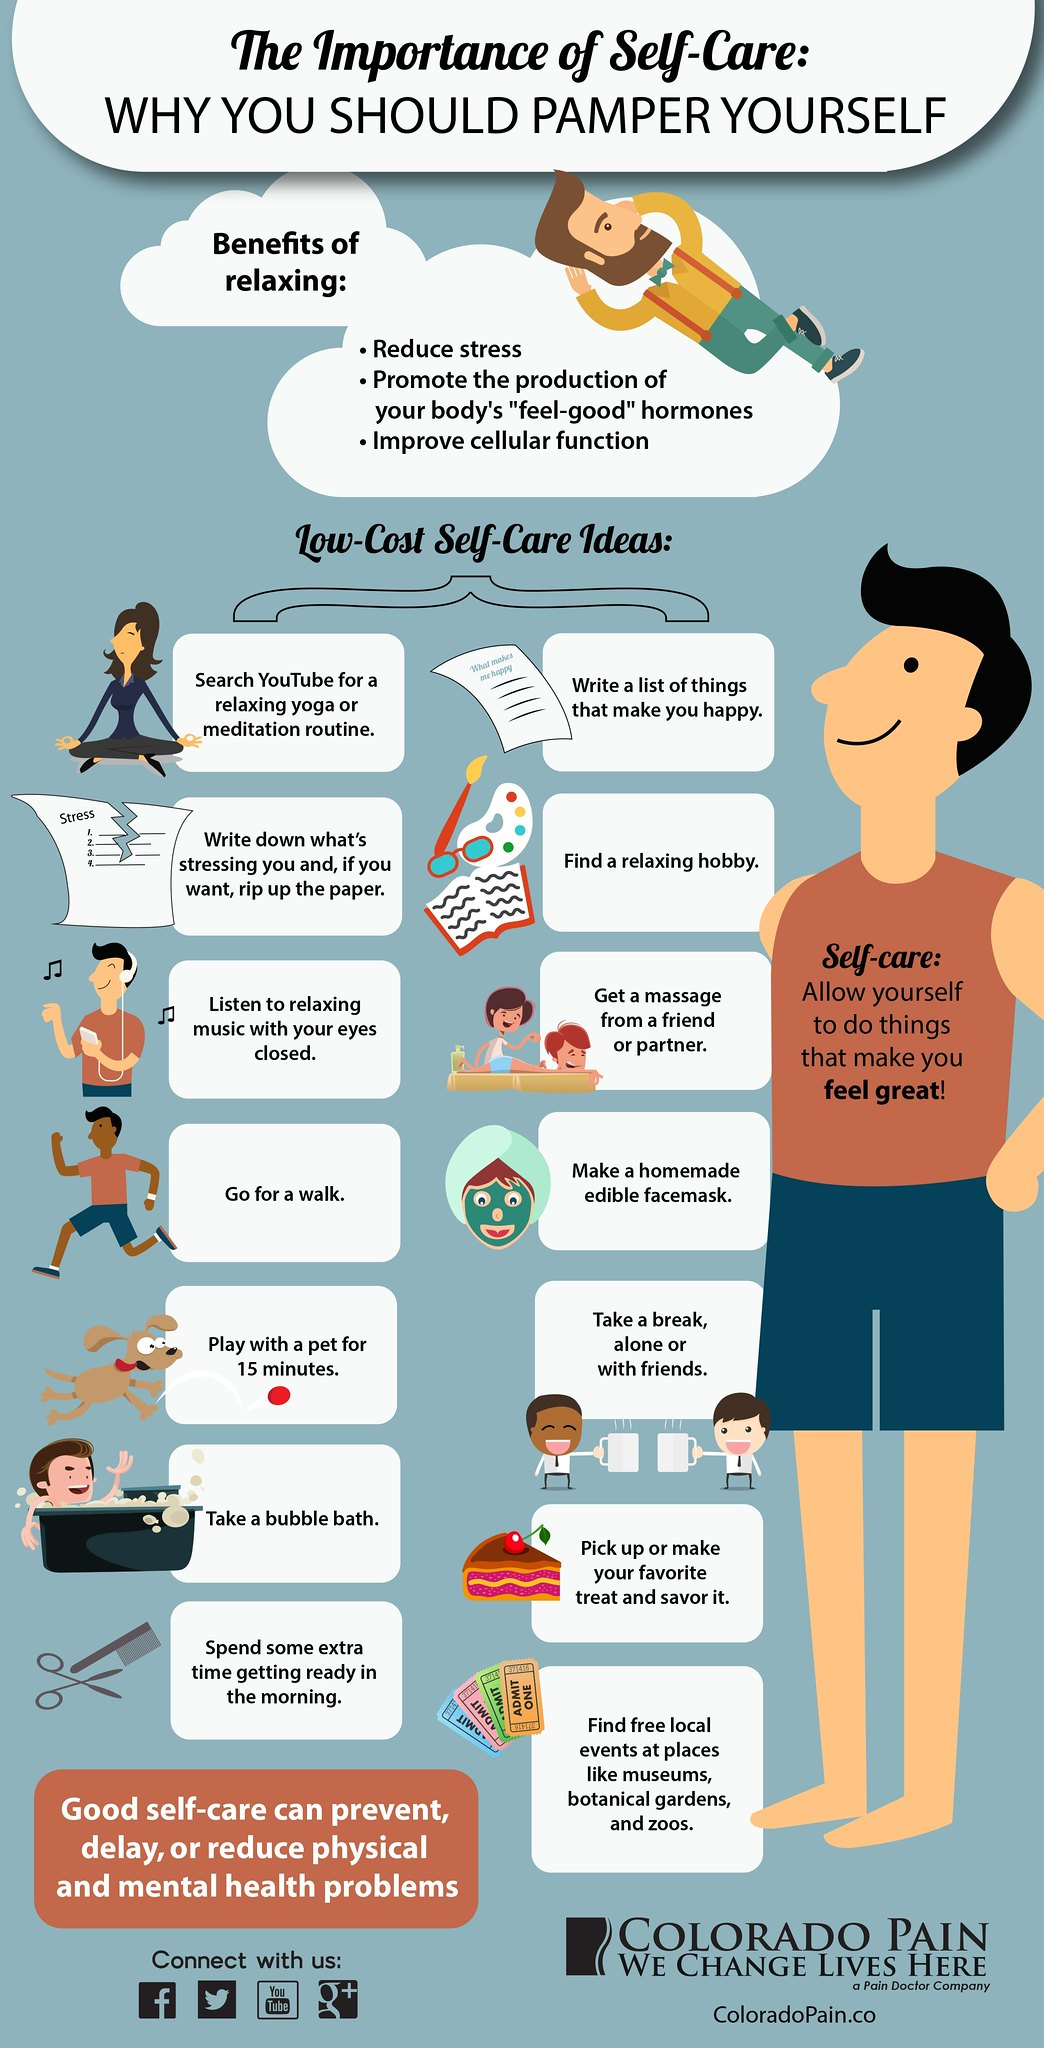 The Importance of Self-Care:
WHY YOU SHOULD PAMPER YOURSELF
Benefits of
relaxing:
• Reduce stress
• Promote the production of
your body's "feel-good" hormones
• Improve cellular function
Low-Cost Self-Care Ideas:
Search YouTube for a
relaxing yoga or
meditation routine.
Stress
1.
2.
3.
4.
Write down what's
stressing you and, if you
want, rip up the paper.
Listen to relaxing
music with your eyes
closed.
Go for a walk.
Play with a pet for
15 minutes.
Take a bubble bath.
Spend some extra
time getting ready in
the morning.
What makes
me happy
Write a list of things
that make you happy.
Find a relaxing hobby.
Get a massage
from a friend
or partner.
Make a homemade
edible facemask.
Take a break,
alone or
with friends.
Pick up or make
your favorite
treat and savor it.
ADMIT
ADMIT
ADMIT
ADMIT
ONE
Find free local
events at places
like museums,
botanical gardens,
and zoos.
Self-care:
Allow yourself
to do things
that make you
feel great!
Good self-care can prevent,
delay, or reduce physical
and mental health problems
Connect with us:
f
You
Tube
g+
COLORADO PAIN
WE CHANGE LIVES HERE
a Pain Doctor Company
ColoradoPain.co